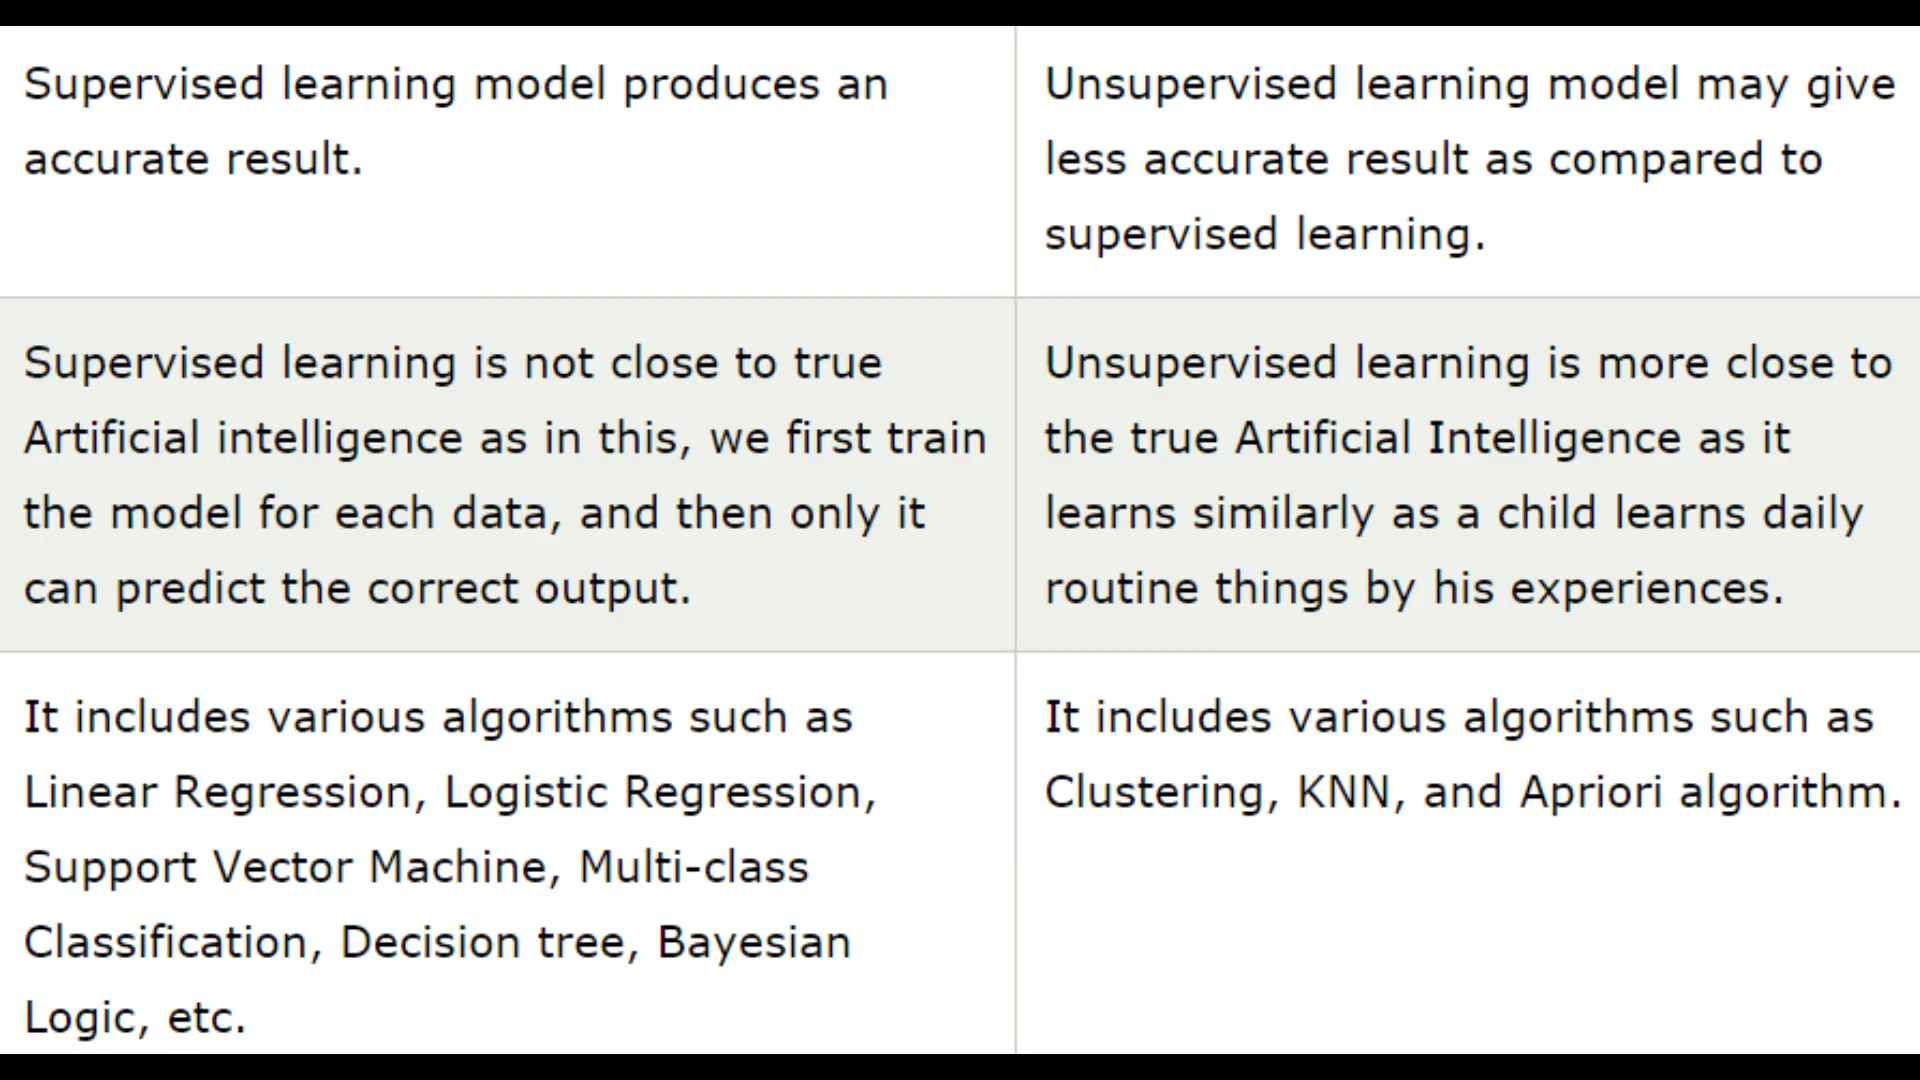 Supervised learning model produces an
accurate result.
Unsupervised learning model may give
less accurate result as compared to
supervised learning.
Supervised learning is not close to true
Artificial intelligence as in this, we first train
the model for each data, and then only it
can predict the correct output.
Unsupervised learning is more close to
the true Artificial Intelligence as it
learns similarly as a child learns daily
routine things by his experiences.
It includes various algorithms such as
Linear Regression, Logistic Regression,
Support Vector Machine, Multi-class
Classification, Decision tree, Bayesian
Logic, etc.
It includes various algorithms such as
Clustering, KNN, and Apriori algorithm.